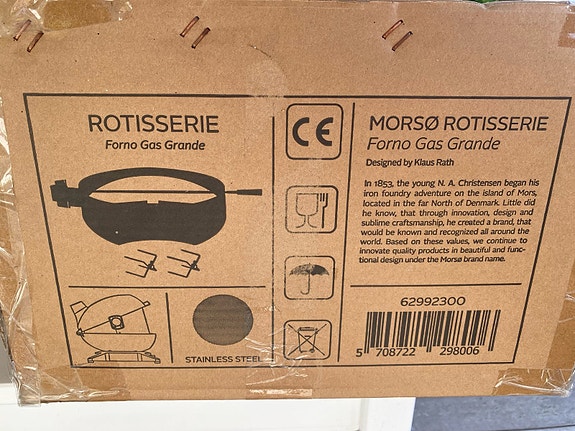 ROTISSERIE
Forno Gas Grande
STAINLESS STEEL
CE
MORSØ ROTISSERIE
Forno Gas Grande
Designed by Klaus Rath
In 1853, the young N. A. Christensen began his
iron foundry adventure on the island of Mors,
located in the far North of Denmark. Little did
he know, that through innovation, design and
sublime craftsmanship, he created a brand, that
would be known and recognized all around the
world. Based on these values, we continue to
innovate quality products in beautiful and func-
tional design under the Morsø brand name.
62992300
5 708722 298006